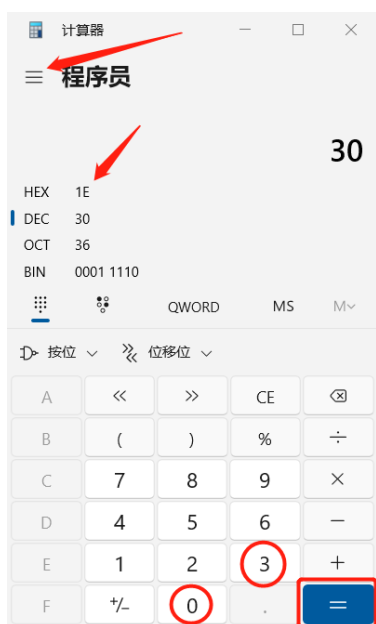 计算器
程序员
30
HEX 1E
DEC 30
OCT 36
BIN 0001 1110
QWORD MS M
按位 位移位
A << >> CE
B ( ) % ÷
C 7 8 9 ×
D 4 5 6 −
E 1 2 3 +
F +/− 0 . =